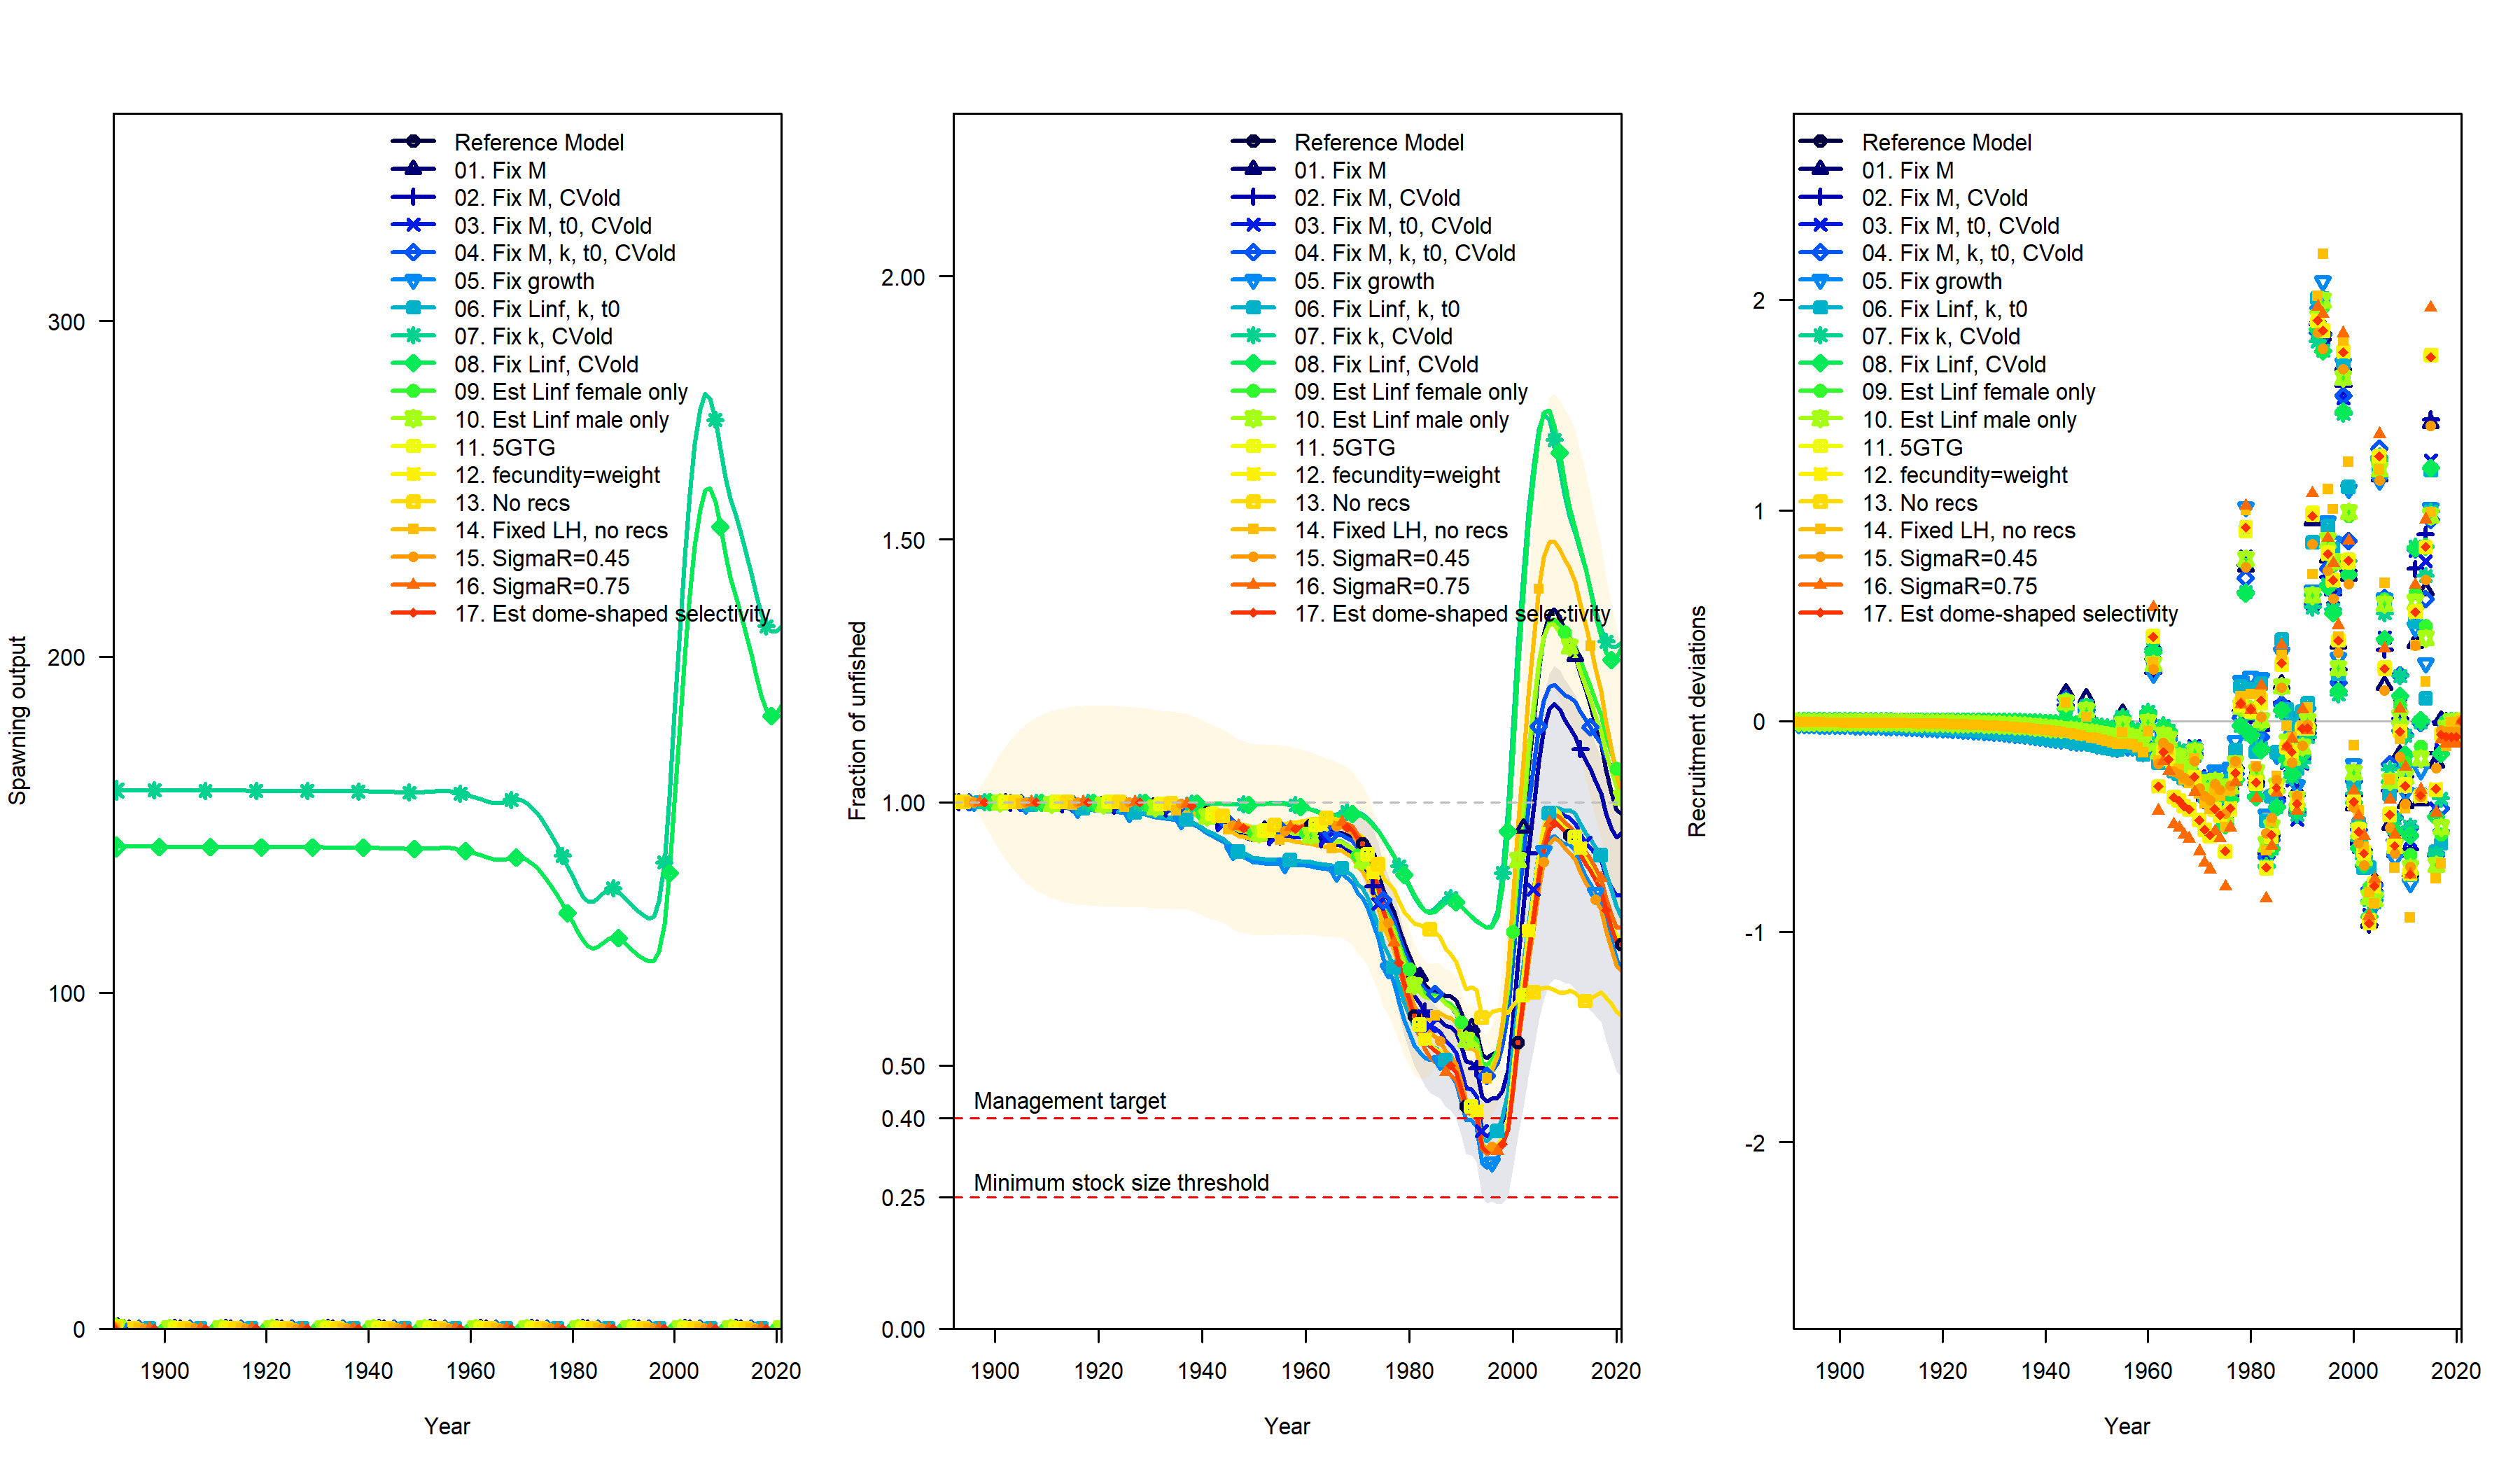 Spawning output
300
200
100
0
1900 1920 1940 1960 1980 2000 2020
Year
Reference Model
01. Fix M
02. Fix M, CVold
03. Fix M, t0, CVold
04. Fix M, k, t0, CVold
05. Fix growth
06. Fix Linf, k, t0
07. Fix k, CVold
08. Fix Linf, CVold
09. Est Linf female only
10. Est Linf male only
11. 5GTG
12. fecundity=weight
13. No recs
14. Fixed LH, no recs
15. SigmaR=0.45
16. SigmaR=0.75
17. Est dome-shaped selectivity
Fraction of unfished
2.00
1.50
1.00
0.50
0.40
0.25
0.00
1900 1920 1940 1960 1980 2000 2020
Year
Reference Model
01. Fix M
02. Fix M, CVold
03. Fix M, t0, CVold
04. Fix M, k, t0, CVold
05. Fix growth
06. Fix Linf, k, t0
07. Fix k, CVold
08. Fix Linf, CVold
09. Est Linf female only
10. Est Linf male only
11. 5GTG
12. fecundity=weight
13. No recs
14. Fixed LH, no recs
15. SigmaR=0.45
16. SigmaR=0.75
17. Est dome-shaped selectivity
Management target
Minimum stock size threshold
Recruitment deviations
2
1
0
-1
-2
1900 1920 1940 1960 1980 2000 2020
Year
Reference Model
01. Fix M
02. Fix M, CVold
03. Fix M, t0, CVold
04. Fix M, k, t0, CVold
05. Fix growth
06. Fix Linf, k, t0
07. Fix k, CVold
08. Fix Linf, CVold
09. Est Linf female only
10. Est Linf male only
11. 5GTG
12. fecundity=weight
13. No recs
14. Fixed LH, no recs
15. SigmaR=0.45
16. SigmaR=0.75
17. Est dome-shaped selectivity